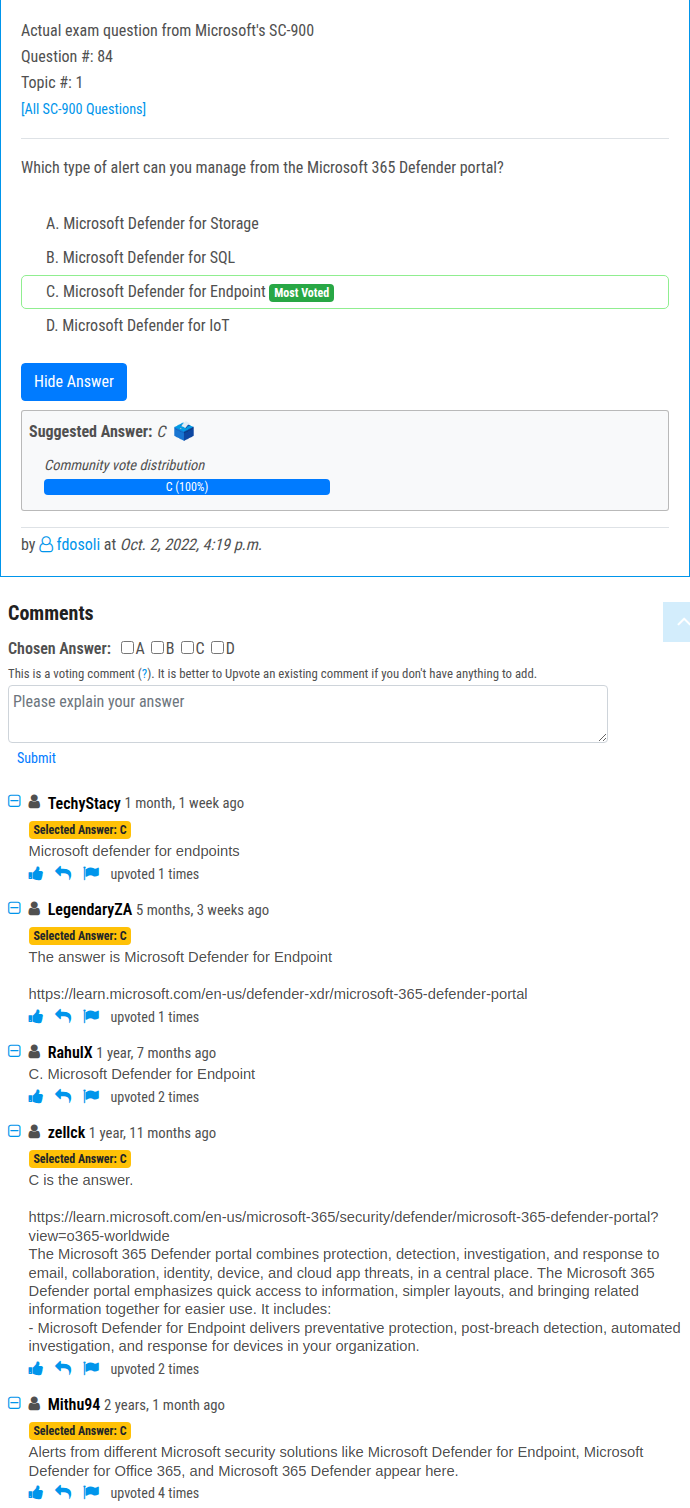 Actual exam question from Microsoft's SC-900
Question #: 84
Topic #: 1
[All SC-900 Questions]
Which type of alert can you manage from the Microsoft 365 Defender portal?
A. Microsoft Defender for Storage
B. Microsoft Defender for SQL
C. Microsoft Defender for Endpoint Most Voted
D. Microsoft Defender for IoT
Hide Answer
Suggested Answer: C
Community vote distribution
C (100%)
by fdosoli at Oct. 2, 2022, 4:19 p.m.
Comments
Chosen Answer: A B C D
This is a voting comment (?). It is better to Upvote an existing comment if you don't have anything to add.
Please explain your answer
Submit
TechyStacy 1 month, 1 week ago
Selected Answer: C
Microsoft defender for endpoints
upvoted 1 times
LegendaryZA 5 months, 3 weeks ago
Selected Answer: C
The answer is Microsoft Defender for Endpoint
https://learn.microsoft.com/en-us/defender-xdr/microsoft-365-defender-portal
upvoted 1 times
RahulX 1 year, 7 months ago
C. Microsoft Defender for Endpoint
upvoted 2 times
zellck 1 year, 11 months ago
Selected Answer: C
C is the answer.
https://learn.microsoft.com/en-us/microsoft-365/security/defender/microsoft-365-defender-portal?
view=o365-worldwide
The Microsoft 365 Defender portal combines protection, detection, investigation, and response to
email, collaboration, identity, device, and cloud app threats, in a central place. The Microsoft 365
Defender portal emphasizes quick access to information, simpler layouts, and bringing related
information together for easier use. It includes:
- Microsoft Defender for Endpoint delivers preventative protection, post-breach detection, automated
investigation, and response for devices in your organization.
upvoted 2 times
Mithu94 2 years, 1 month ago
Selected Answer: C
Alerts from different Microsoft security solutions like Microsoft Defender for Endpoint, Microsoft
Defender for Office 365, and Microsoft 365 Defender appear here.
upvoted 4 times